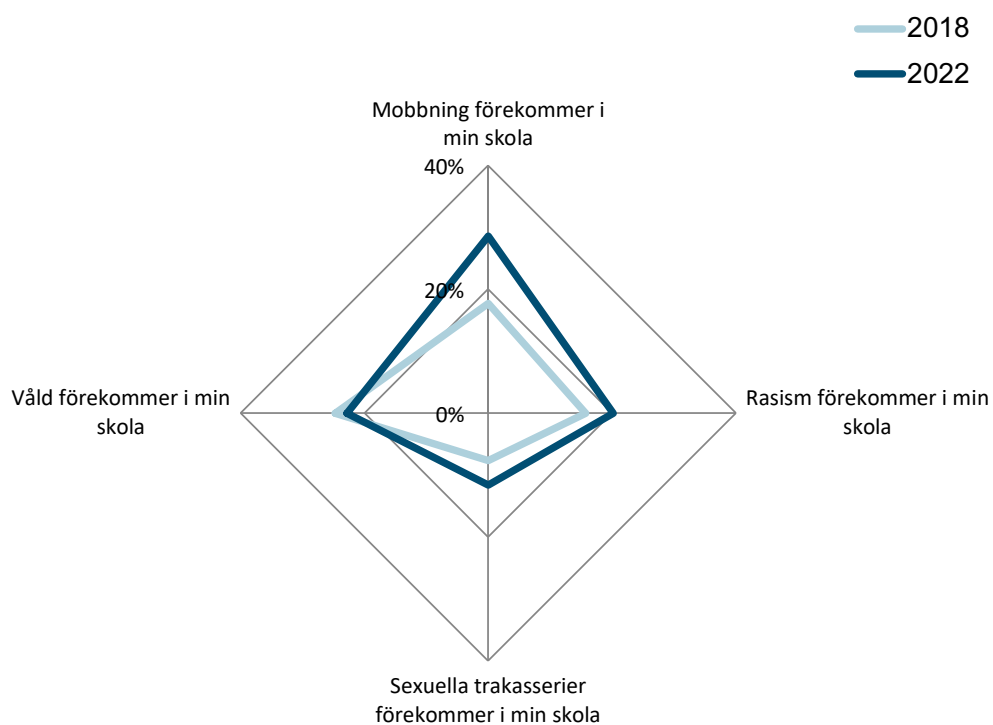 2018
2022
Mobbning förekommer i
min skola
40%
20%
Våld förekommer i min
skola
0%
Rasism förekommer i min
skola
Sexuella trakasserier
förekommer i min skola